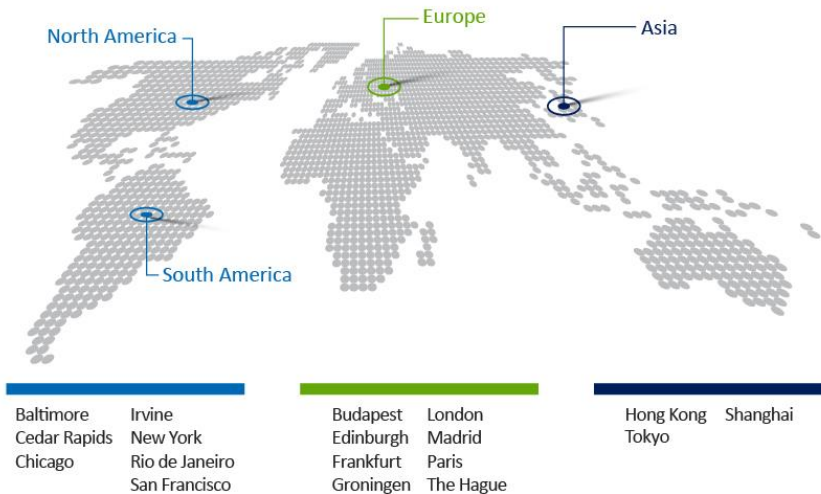 North America
Europe
Asia
South America
Baltimore
Cedar Rapids
Chicago
Irvine
New York
Rio de Janeiro
San Francisco
Budapest
Edinburgh
Frankfurt
Groningen
London
Madrid
Paris
The Hague
Hong Kong
Tokyo
Shanghai